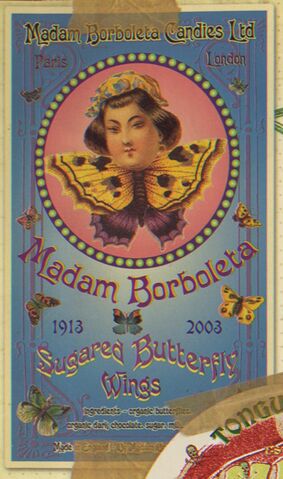 Madam Borboleta Candies Ltd
Paris London
Madam Borboleta
1913 2003
Sugared Butterfly
Wings
ingredients - organic butterflies,
organic dark chocolate, sugar,
TONGU